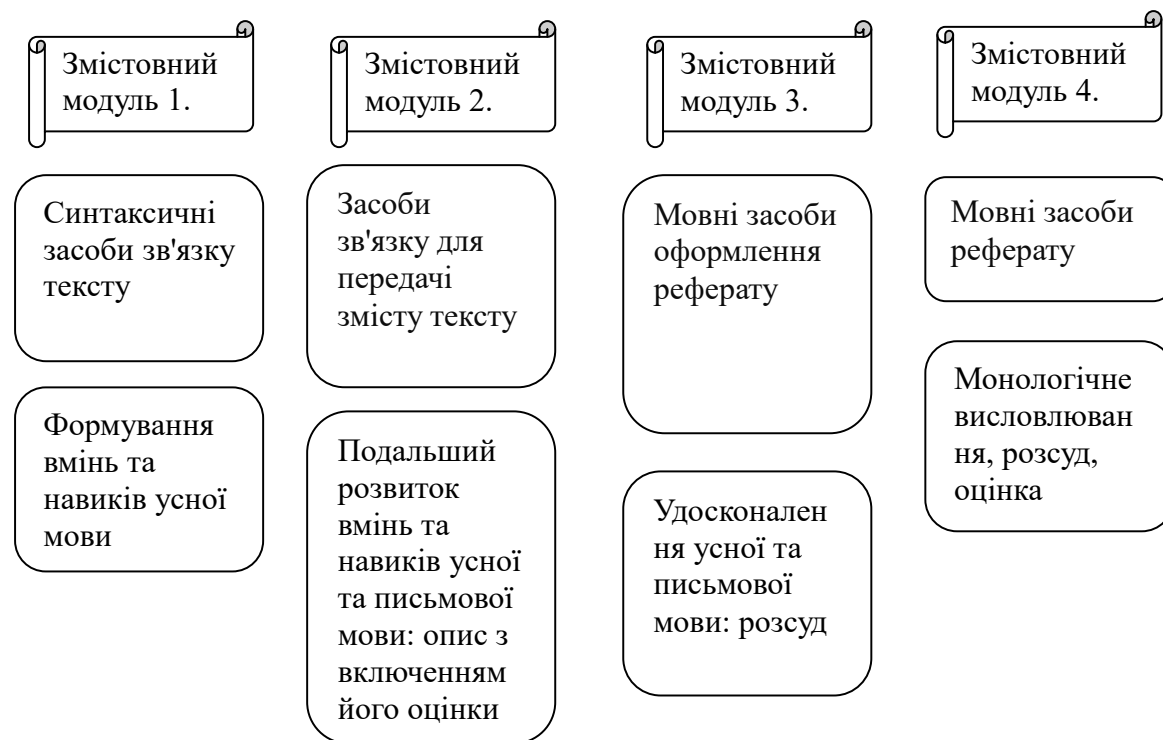 Змістовний
модуль 1.
Змістовний
модуль 2.
Змістовний
модуль 3.
Змістовний
модуль 4.
Синтаксичні
засоби зв'язку
тексту
Засоби
зв'язку для
передачі
змісту тексту
Мовні засоби
оформлення
реферату
Мовні засоби
реферату
Формування
вмінь та
навиків усної
мови
Подальший
розвиток
вмінь та
навиків усної
та письмової
мови: опис з
включенням
його оцінки
Удосконален
ня усної та
письмової
мови: розсуд
Монологічне
висловлюван
ня, розсуд,
оцінка